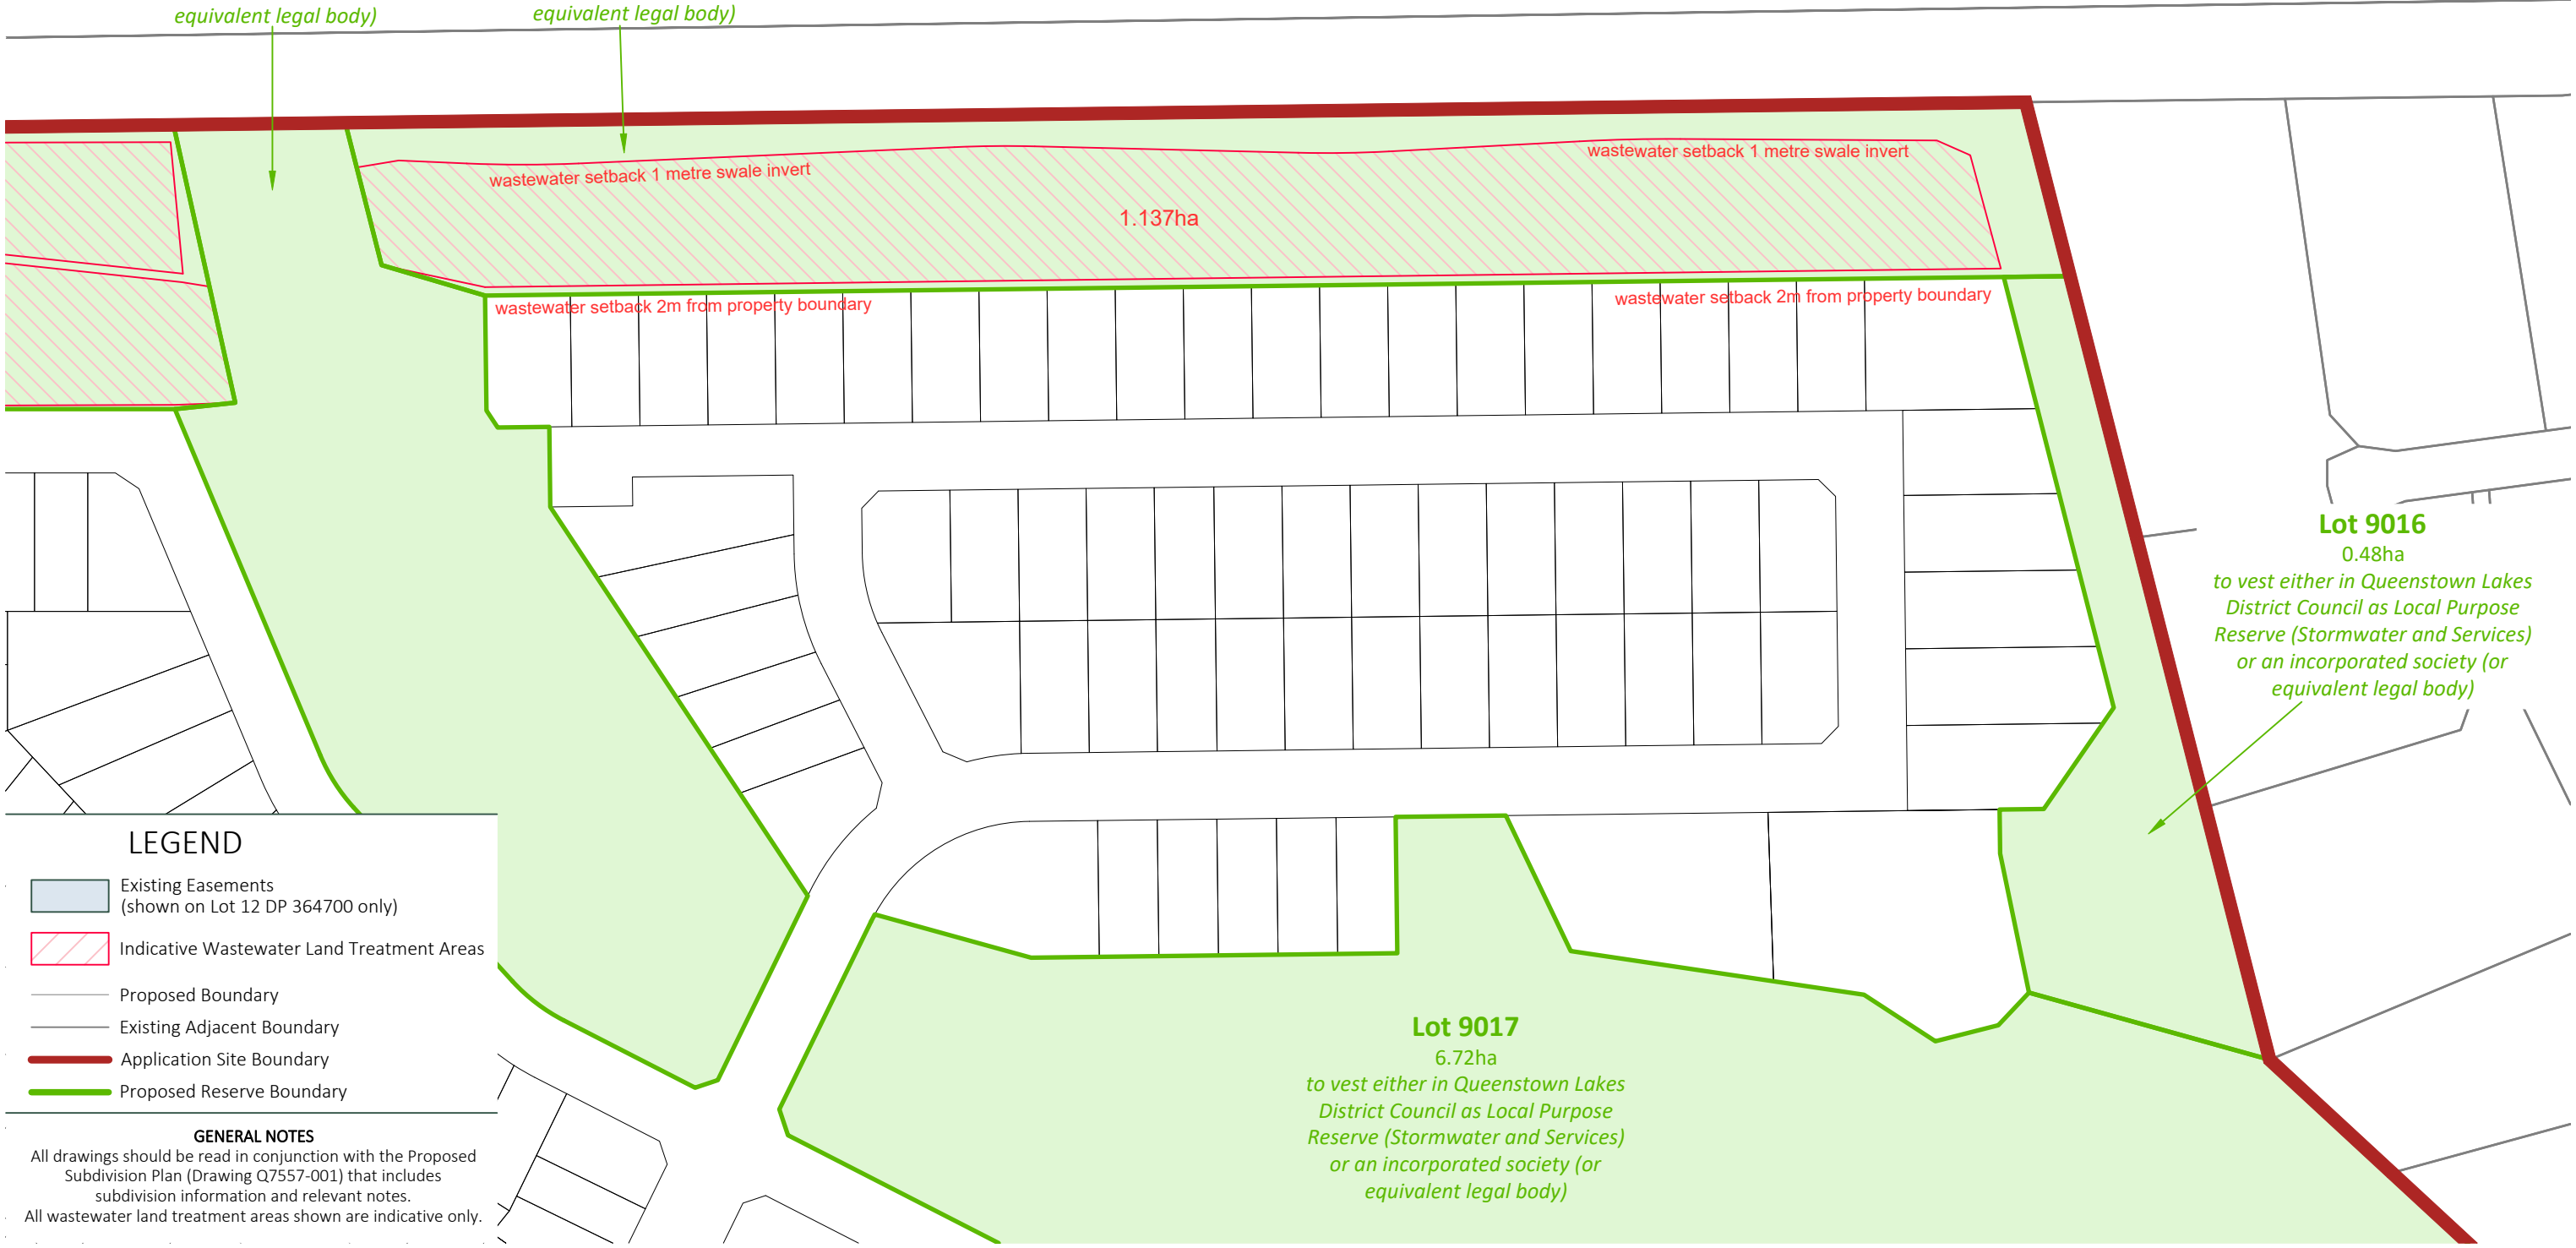 equivalent legal body)
equivalent legal body)
wastewater setback 1 metre swale invert
wastewater setback 1 metre swale invert
1.137ha
wastewater setback 2m from property boundary
wastewater setback 2m from property boundary
Lot 9016
0.48ha
to vest either in Queenstown Lakes
District Council as Local Purpose
Reserve (Stormwater and Services)
or an incorporated society (or
equivalent legal body)
Lot 9017
6.72ha
to vest either in Queenstown Lakes
District Council as Local Purpose
Reserve (Stormwater and Services)
or an incorporated society (or
equivalent legal body)
LEGEND
Existing Easements
(shown on Lot 12 DP 364700 only)
Indicative Wastewater Land Treatment Areas
Proposed Boundary
Existing Adjacent Boundary
Application Site Boundary
Proposed Reserve Boundary
GENERAL NOTES
All drawings should be read in conjunction with the Proposed
Subdivision Plan (Drawing Q7557-001) that includes
subdivision information and relevant notes.
All wastewater land treatment areas shown are indicative only.